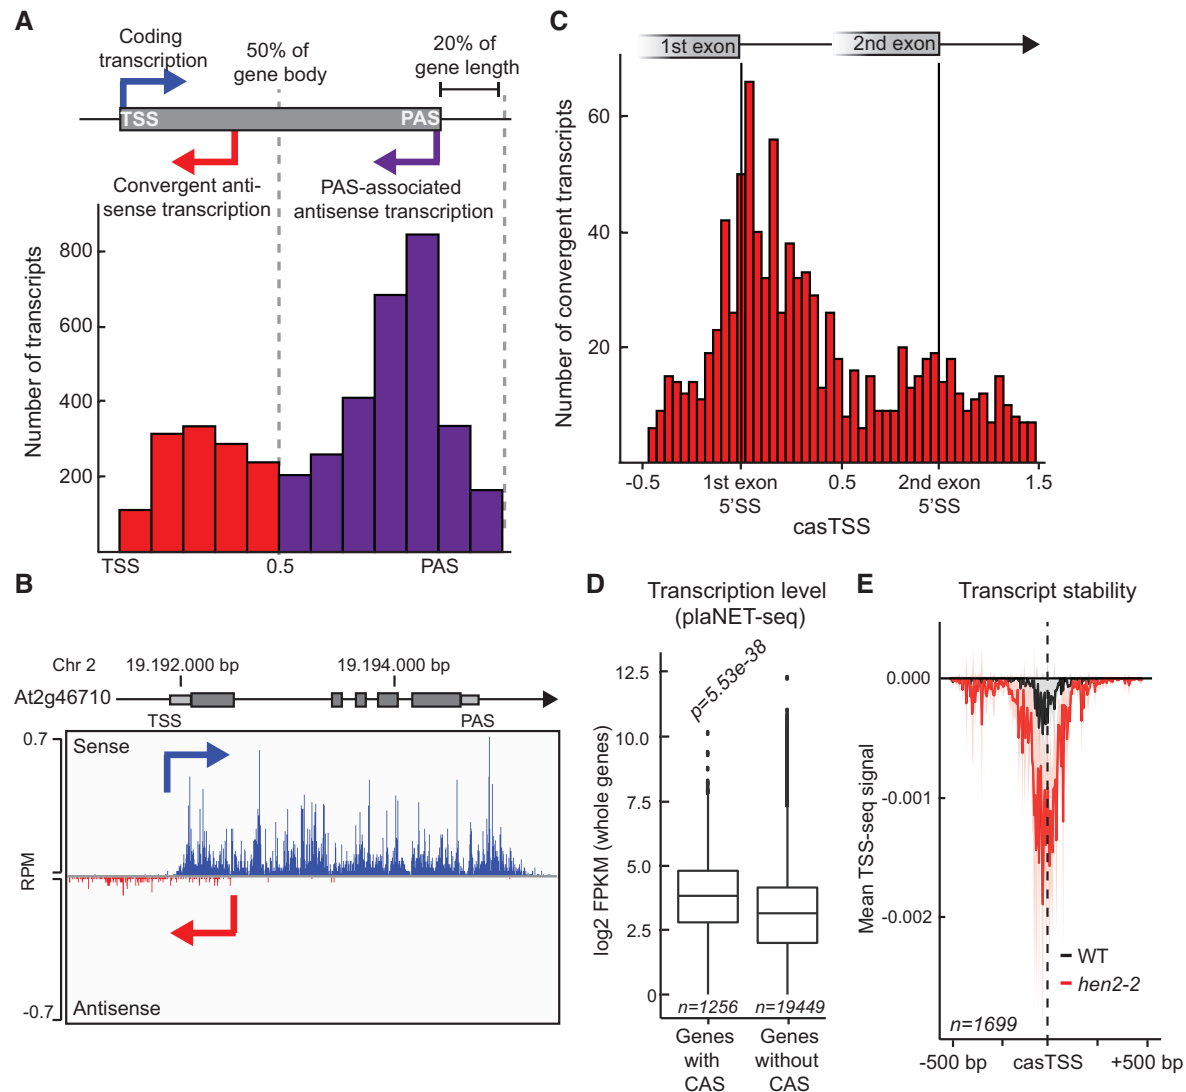 A
Coding
transcription
50% of
gene body
20% of
gene length
TSS
PAS
Convergent anti-
sense transcription
PAS-associated
antisense transcription
Number of transcripts
800
600
400
200
TSS
0.5
PAS
B
Chr 2
19.192.000 bp
19.194.000 bp
At2g46710
TSS
PAS
0.7
Sense
RPM
-0.7
Antisense
C
1st exon
2nd exon
Number of convergent transcripts
60
40
20
-0.5
1st exon
5'SS
0.5
2nd exon
5'SS
1.5
casTSS
D
Transcription level
(plaNET-seq)
log2 FPKM (whole genes)
12.5
10.0
7.5
5.0
2.5
0
p=5.53e-38
n=1256
n=19449
Genes
with
CAS
Genes
without
CAS
E
Transcript stability
Mean TSS-seq signal
0.000
-0.001
-0.002
WT
hen2-2
n=1699
-500 bp
casTSS
+500 bp